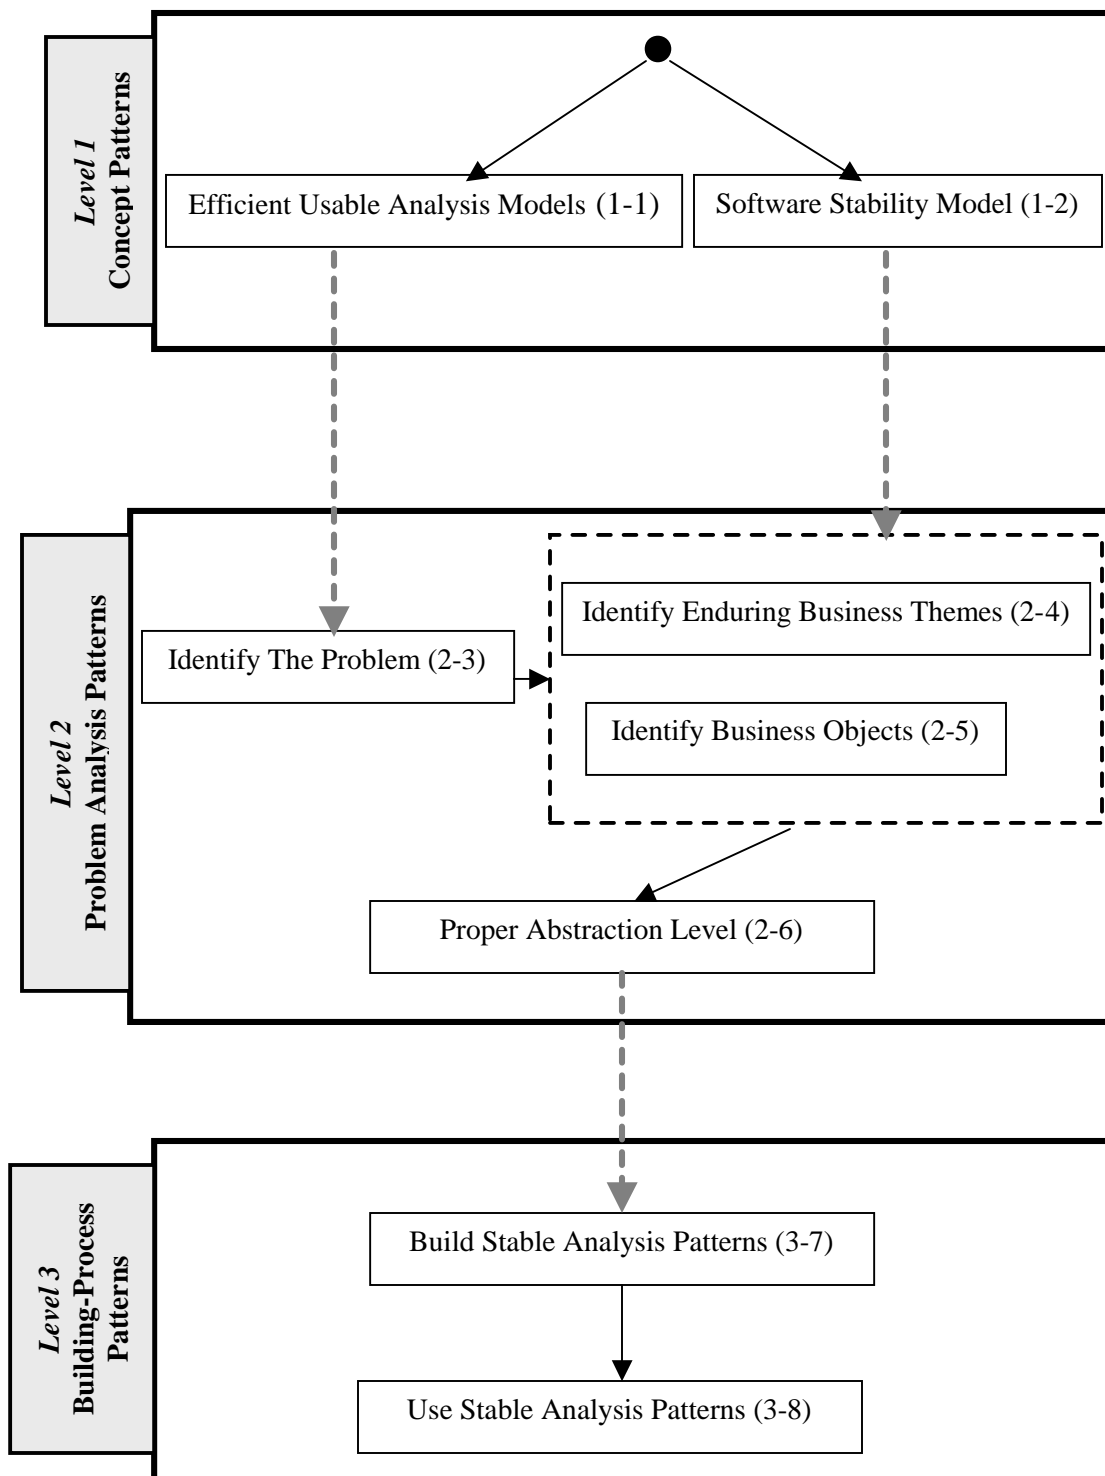 Level 1
Concept Patterns
Efficient Usable Analysis Models (1-1)
Software Stability Model (1-2)
Level 2
Problem Analysis Patterns
Identify Enduring Business Themes (2-4)
Identify The Problem (2-3)
Identify Business Objects (2-5)
Proper Abstraction Level (2-6)
Level 3
Building-Process
Patterns
Build Stable Analysis Patterns (3-7)
Use Stable Analysis Patterns (3-8)